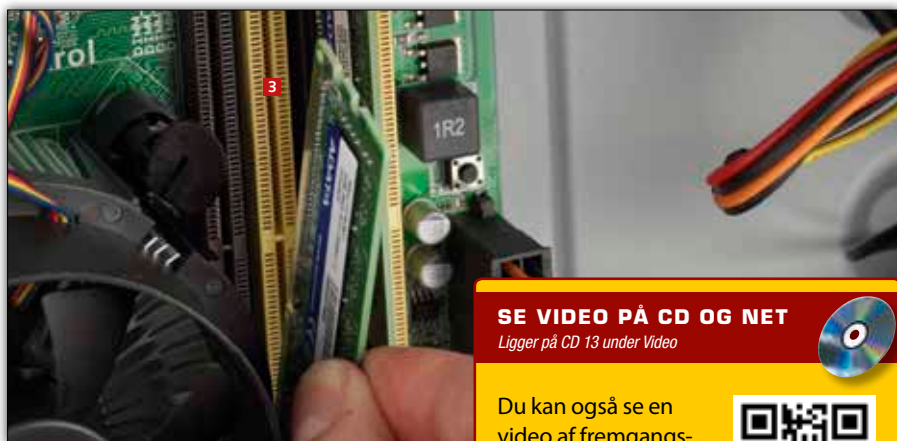 rol
3
1R2
SE VIDEO PÅ CD OG NET
Ligger på CD 13 under Video
Du kan også se en
video af fremgangs-